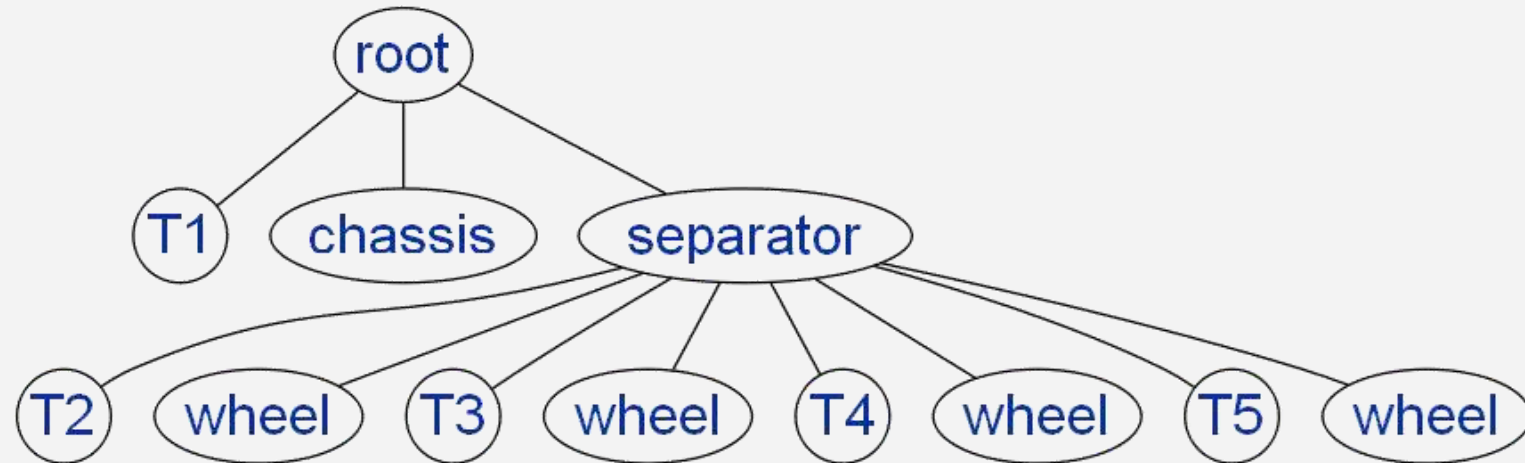 root
T1 chassis separator
T2 wheel T3 wheel T4 wheel T5 wheel